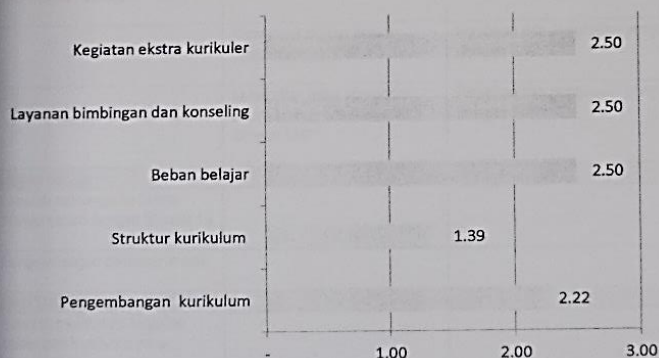 Kegiatan ekstra kurikuler 2.50
Layanan bimbingan dan konseling 2.50
Beban belajar 2.50
Struktur kurikulum 1.39
Pengembangan kurikulum 2.22
- 1.00 2.00 3.00